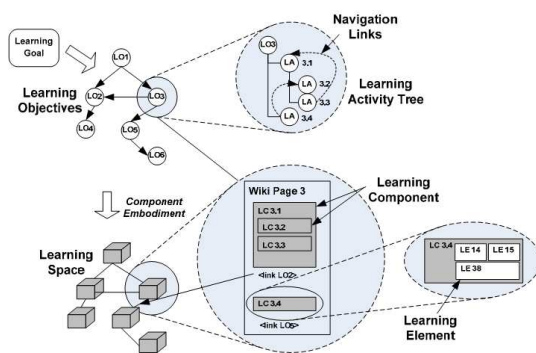 Learning
Goal
LO1
Learning
Objectives
LO2
LO3
LO4
LO5
LO6
Navigation
Links
LO3
LA 3.1
LA 3.2
LA 3.3
LA 3.4
Learning
Activity Tree
Component
Embodiment
Learning
Space
Wiki Page 3
LC 3.1
LC 3.2
LC 3.3
<link LO2>
LC 3.4
<link LO5>
Learning
Component
LC 3.4
LE 14
LE 15
LE 38
Learning
Element